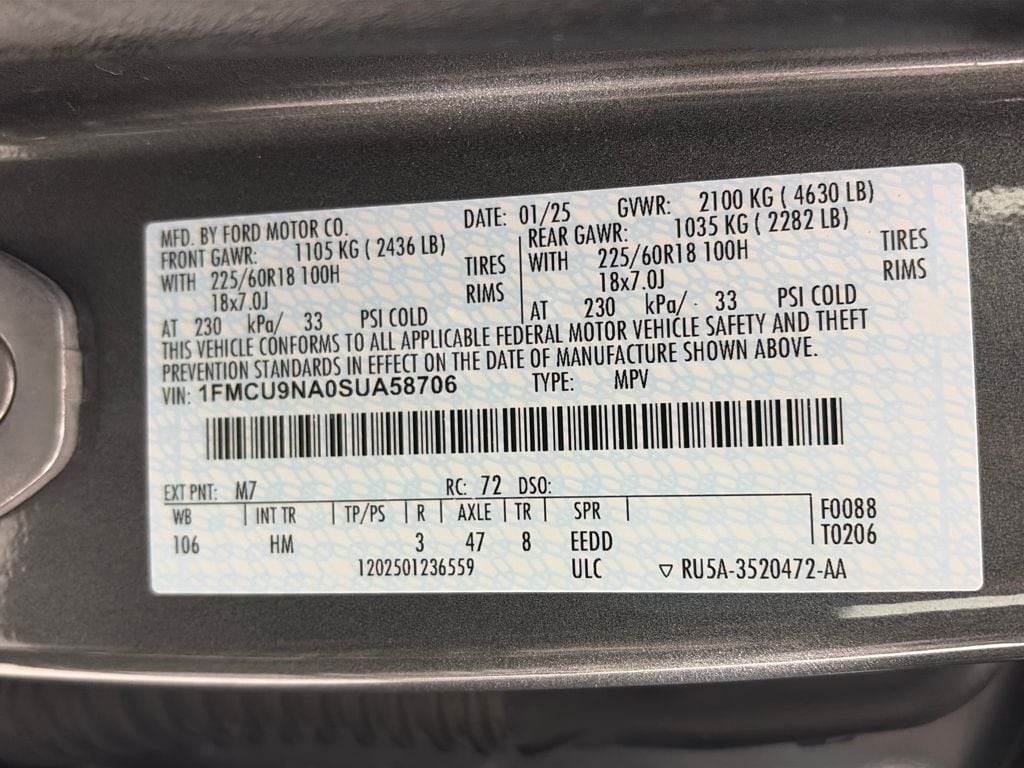 MFD. BY FORD MOTOR CO. DATE: 01/25 GVWR: 2100 KG ( 4630 LB)
FRONT GAWR: 1105 KG ( 2436 LB) REAR GAWR: 1035 KG ( 2282 LB)
WITH 225/60R18 100H TIRES WITH 225/60R18 100H TIRES
18x7.0J RIMS 18x7.0J RIMS
AT 230 kPa/ 33 PSI COLD AT 230 kPa/ 33 PSI COLD
THIS VEHICLE CONFORMS TO ALL APPLICABLE FEDERAL MOTOR VEHICLE SAFETY AND THEFT
PREVENTION STANDARDS IN EFFECT ON THE DATE OF MANUFACTURE SHOWN ABOVE.
VIN: 1FMCU9NA0SUA58706 TYPE: MPV
EXT PNT: M7 RC: 72 DSO:
WB INT TR TP/PS R AXLE TR SPR F0088
106 HM 3 47 8 EEDD T0206
1202501236559 ULC ▽ RU5A-3520472-AA